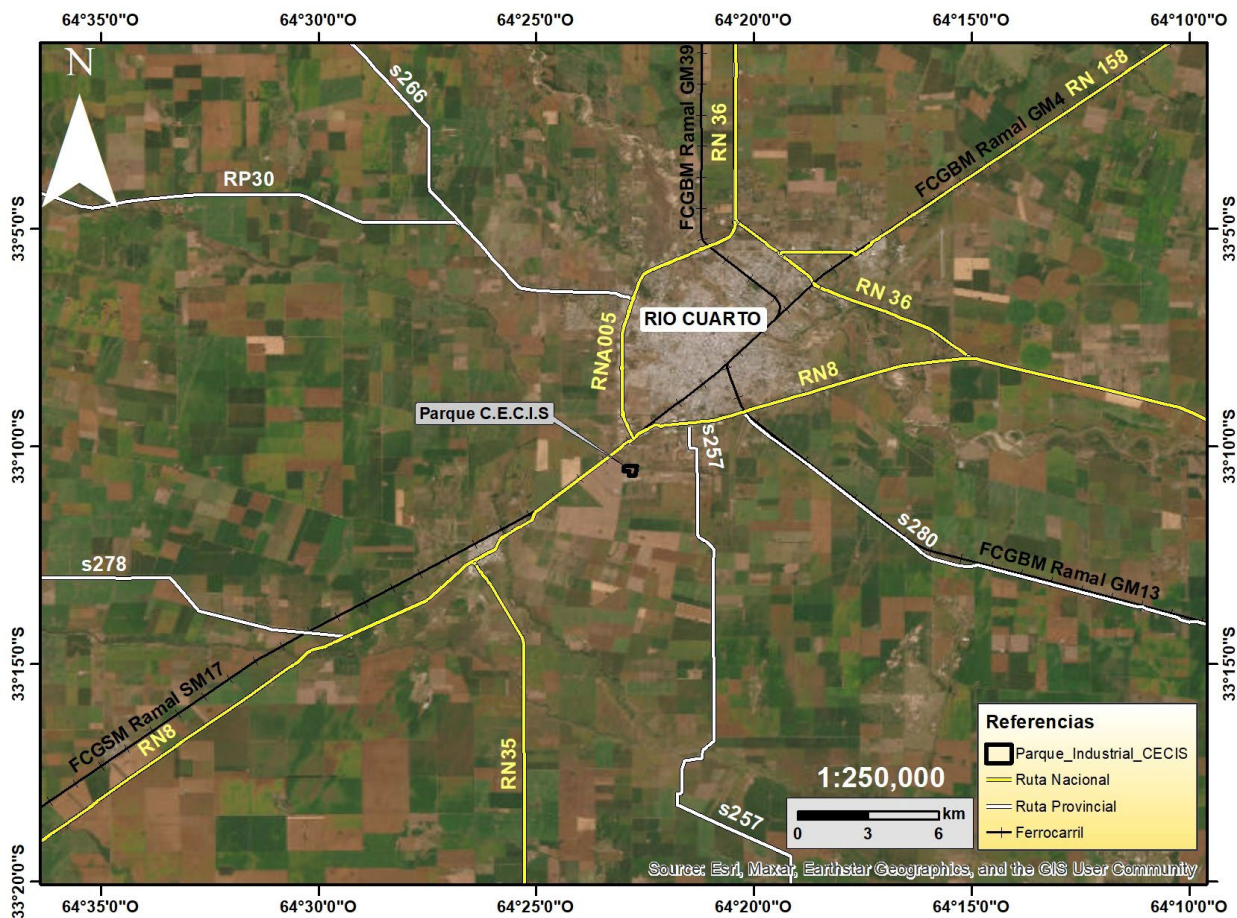 64°35'0"O
64°30'0"O
64°25'0"O
64°20'0"O
64°15'0"O
64°10'0"O
N
s266
FCGBM Ramal GM39
RN 36
FCGBM Ramal GM4
RN 158
RP30
33°5'0"S
33°5'0"S
RN 36
RIO CUARTO
RNA005
RN8
Parque C.E.C.I.S
s257
33°10'0"S
33°10'0"S
s280
FCGBM Ramal GM13
s278
33°15'0"S
33°15'0"S
FCGSM Ramal SM17
RN8
RN35
s257
Referencias
Parque_Industrial_CECIS
Ruta Nacional
Ruta Provincial
Ferrocarril
1:250,000
km
0 3 6
Source: Esri, Maxar, Earthstar Geographics, and the GIS User Community
33°20'0"S
33°20'0"S
64°35'0"O
64°30'0"O
64°25'0"O
64°20'0"O
64°15'0"O
64°10'0"O